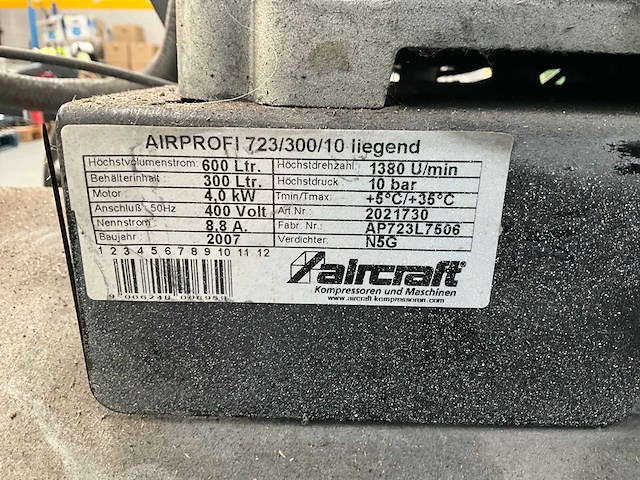 AIRPROFI 723/300/10 liegend
Höchstvolumenstrom: 600 Ltr. Höchstdrehzahl: 1380 U/min
Behälterinhalt: 300 Ltr. Höchstdruck 10 bar
Motor : 4,0 kW Tmin/Tmax: +5°C/+35°C
Anschluß 50Hz 400 Volt Art.Nr : 2021730
Nennstrom: 8,8 A. Fabr. Nr.: AP723L7506
Baujahr: 2007 Verdichter: N5G
1 2 3 4 5 6 7 8 9 10 11 12
aircraft
Kompressoren und Maschinen
www.aircraft-kompressoren.com